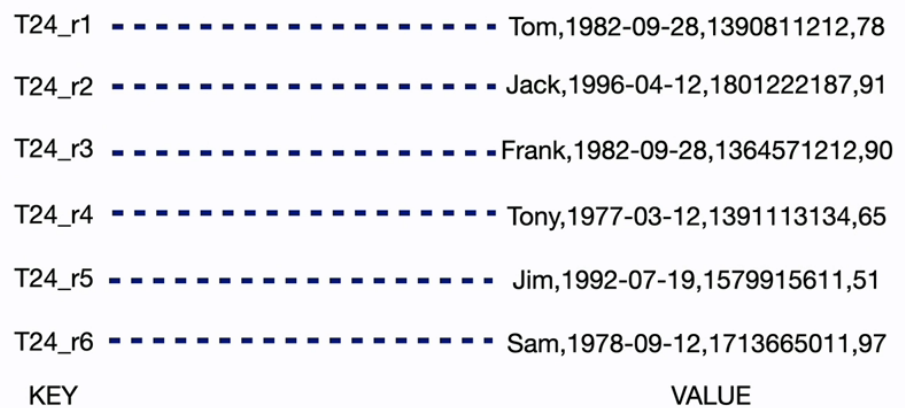 T24_r1 Tom,1982-09-28,1390811212,78
T24_r2 Jack,1996-04-12,1801222187,91
T24_r3 Frank,1982-09-28,1364571212,90
T24_r4 Tony,1977-03-12,1391113134,65
T24_r5 Jim,1992-07-19,1579915611,51
T24_r6 Sam,1978-09-12,1713665011,97
KEY VALUE